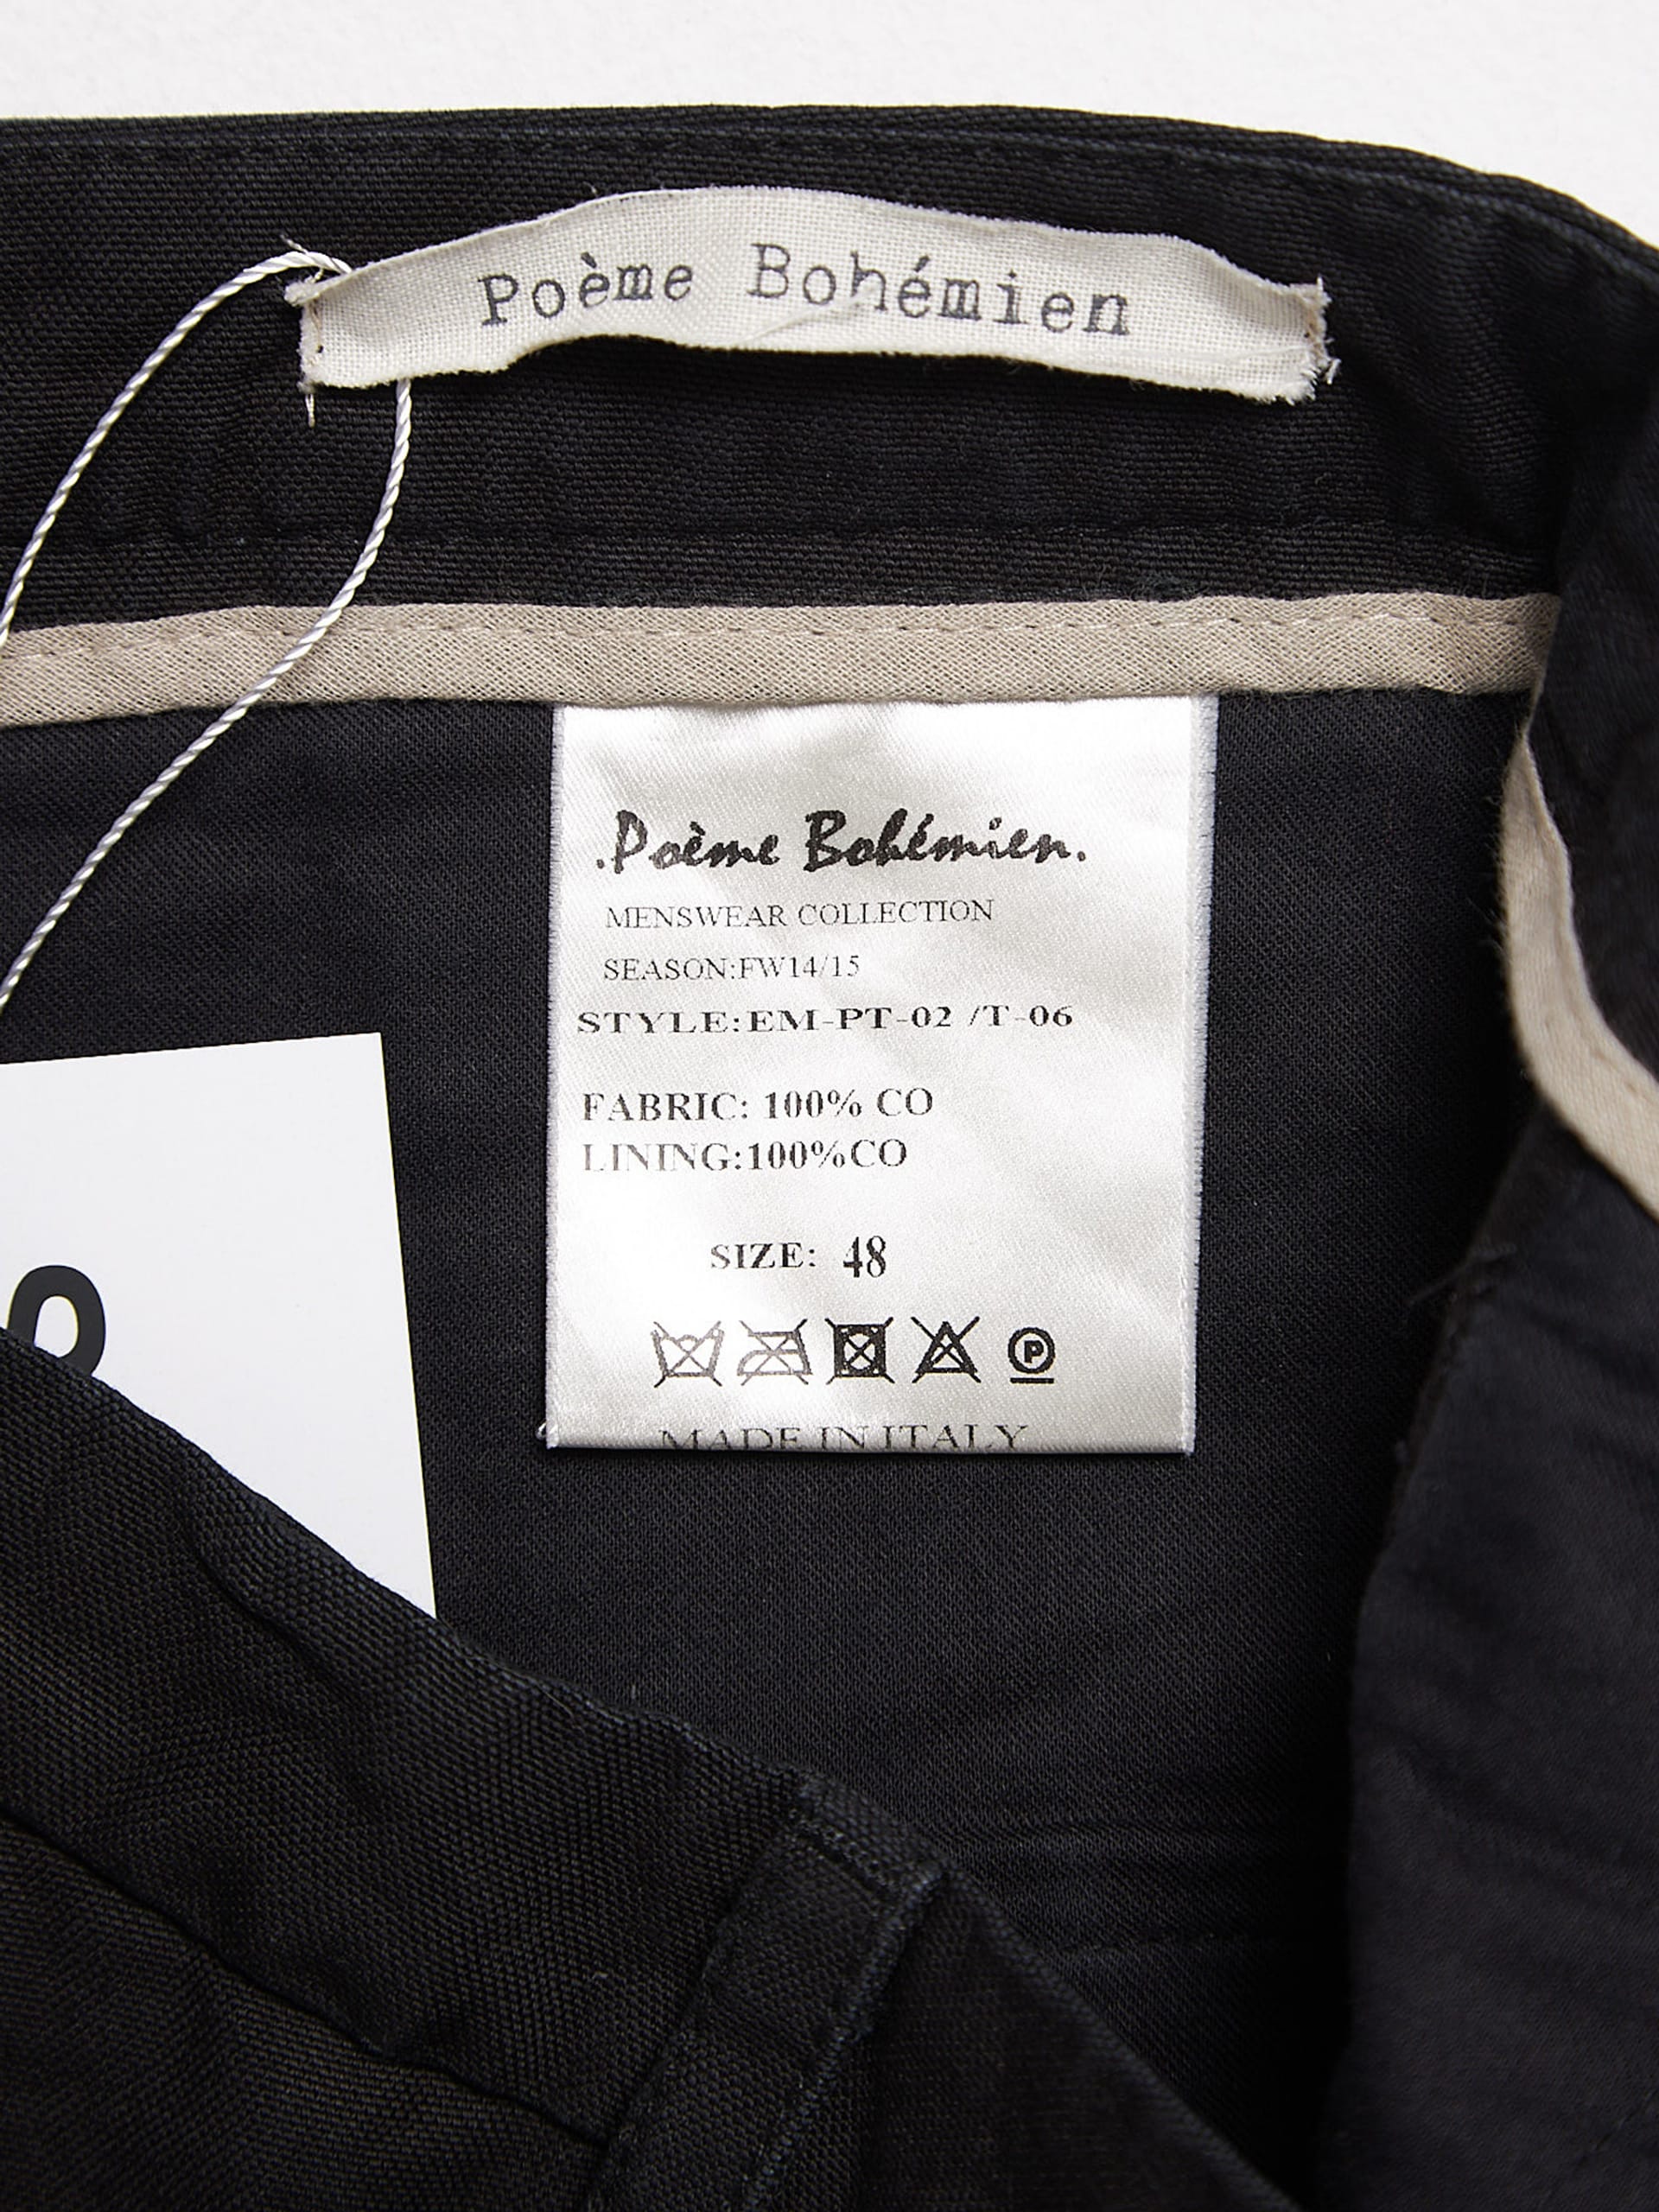 Poème Bohémien
.Poème Bohémien.
MENSWEAR COLLECTION
SEASON:FW14/15
STYLE:EM-PT-02 /T-06
FABRIC: 100% CO
LINING:100%CO
SIZE: 48
P
MADE IN ITALY